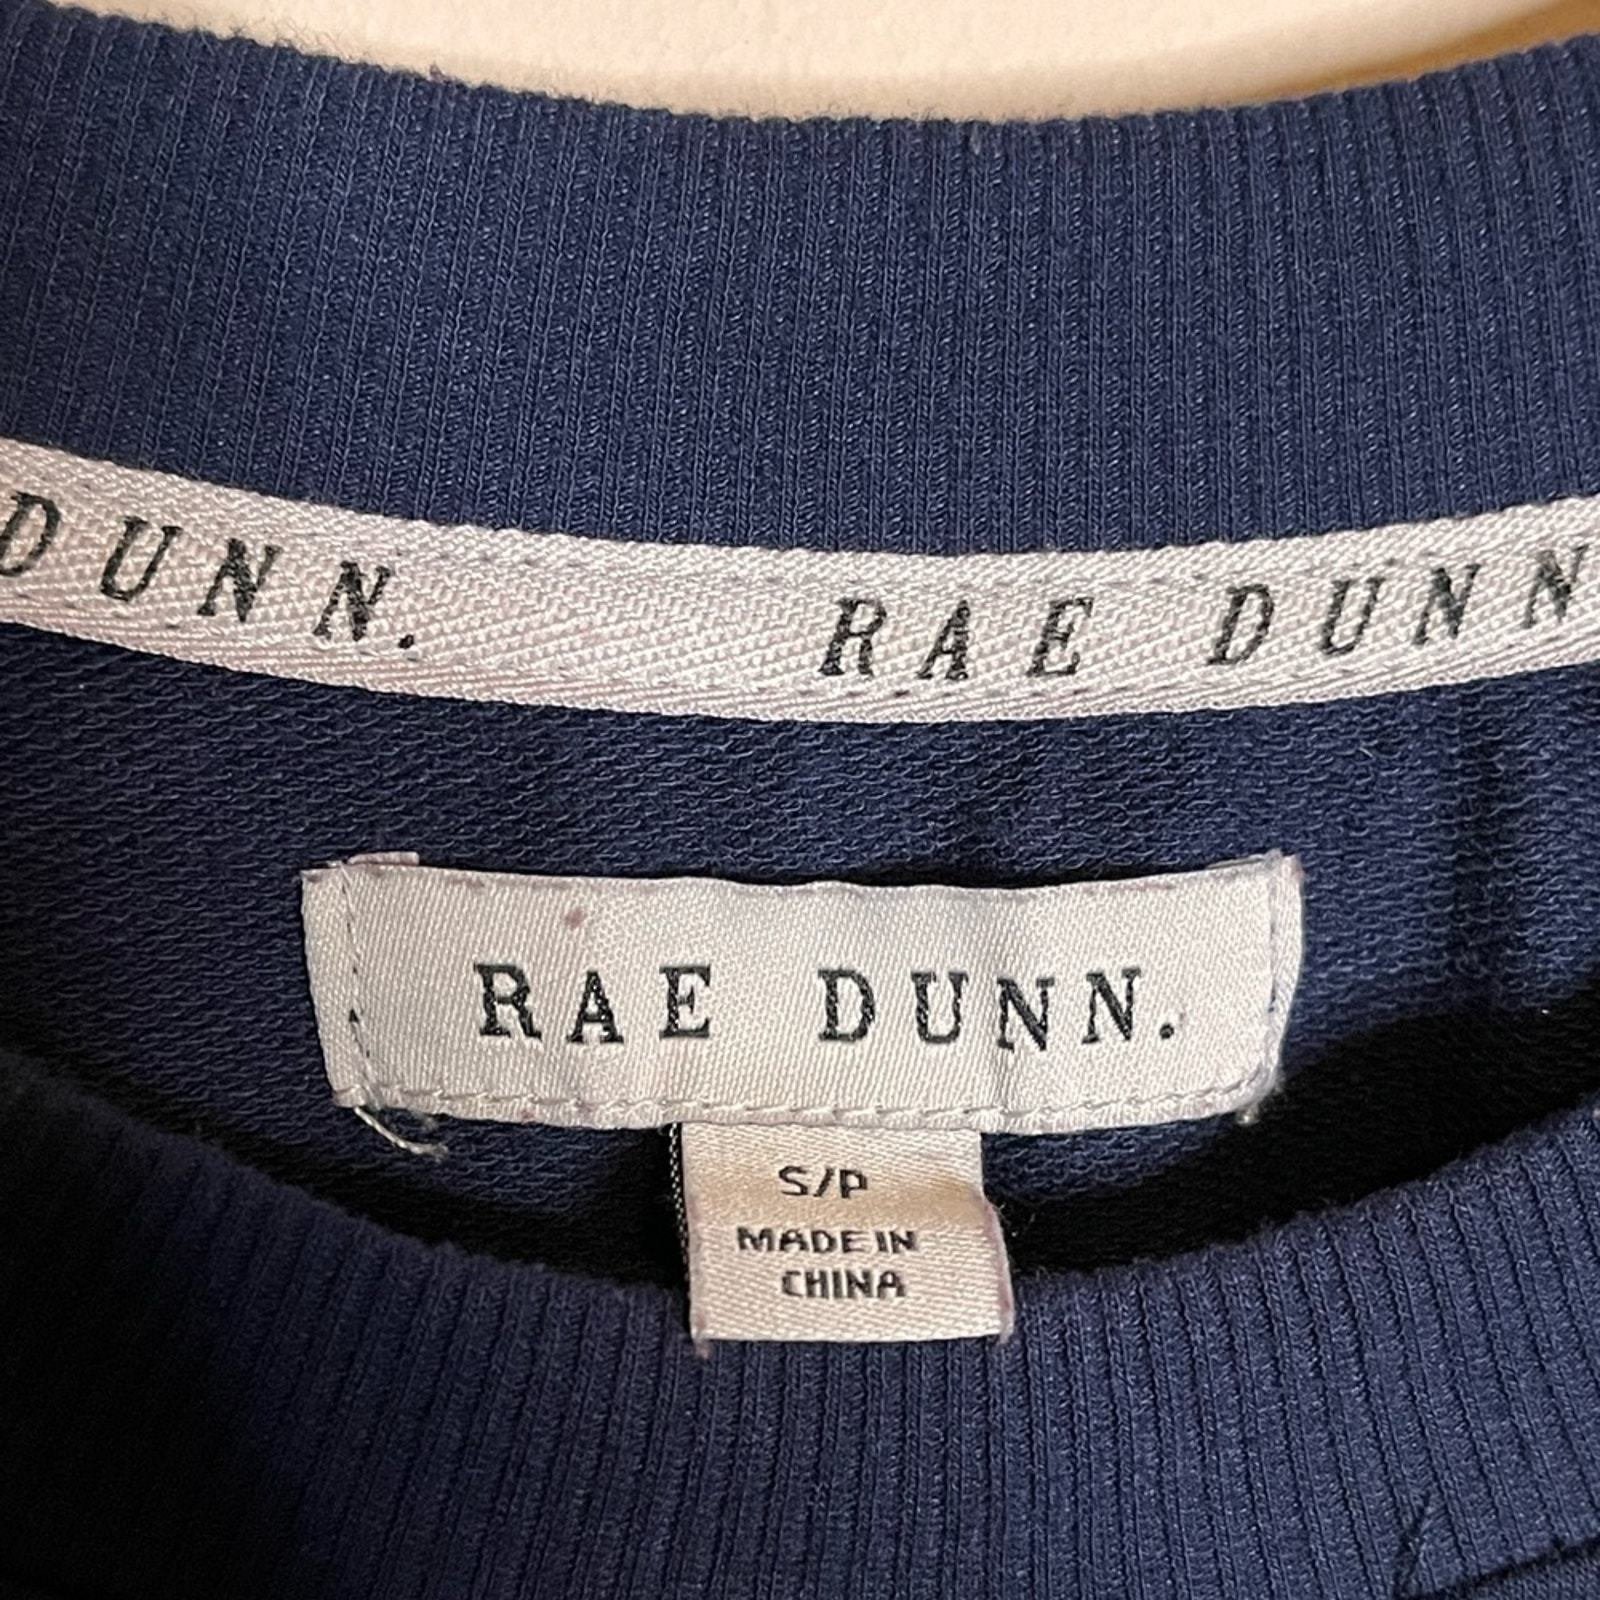 DUNN. RAE DUNN
RAE DUNN.
S/P
MADE IN
CHINA